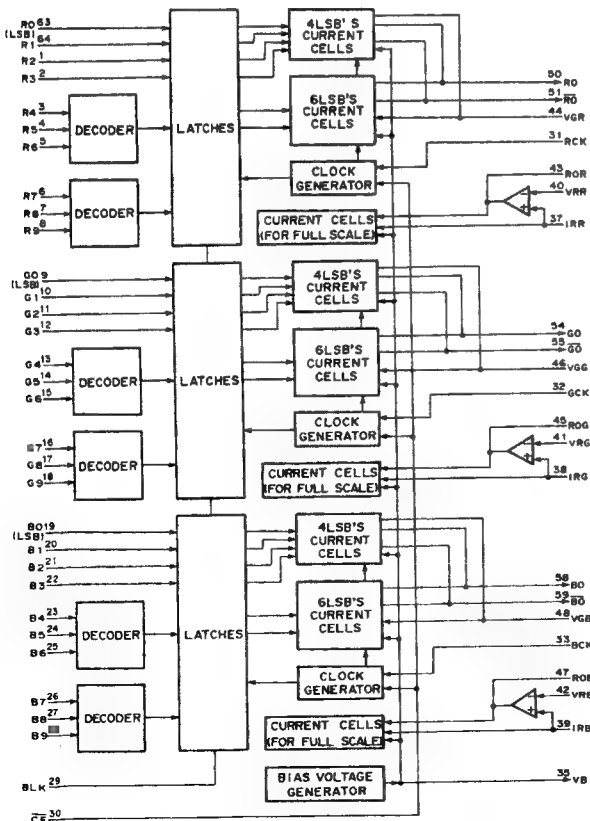 R0 63
(LSB)
R1 64
R2 1
R3 2
R4 3
R5 4
R6 5
DECODER
R7 6
R8 7
R9 8
DECODER
LATCHES
4LSB'S
CURRENT
CELLS
6LSB'S
CURRENT
CELLS
CLOCK
GENERATOR
CURRENT CELLS
(FOR FULL SCALE)
50 RO
51 RO
44 VGR
31 RCK
43 ROR
40 VRR
37 IRR
G0 9
(LSB)
G1 10
G2 11
G3 12
G4 13
G5 14
G6 15
DECODER
16
G8 17
G9 18
DECODER
LATCHES
4LSB'S
CURRENT
CELLS
6LSB'S
CURRENT
CELLS
CLOCK
GENERATOR
CURRENT CELLS
(FOR FULL SCALE)
54 GO
55 GO
46 VGG
32 GCK
45 ROG
41 VRG
38 IRG
B0 19
(LSB)
B1 20
B2 21
B3 22
B4 23
B5 24
B6 25
DECODER
B7 26
B8 27
B9
DECODER
LATCHES
4LSB'S
CURRENT
CELLS
6LSB'S
CURRENT
CELLS
CLOCK
GENERATOR
CURRENT CELLS
(FOR FULL SCALE)
BIAS VOLTAGE
GENERATOR
58 BO
59 BO
48 VGB
33 BCK
47 ROB
42 VRB
39 IRB
35 VB
BLK 29
CE 30